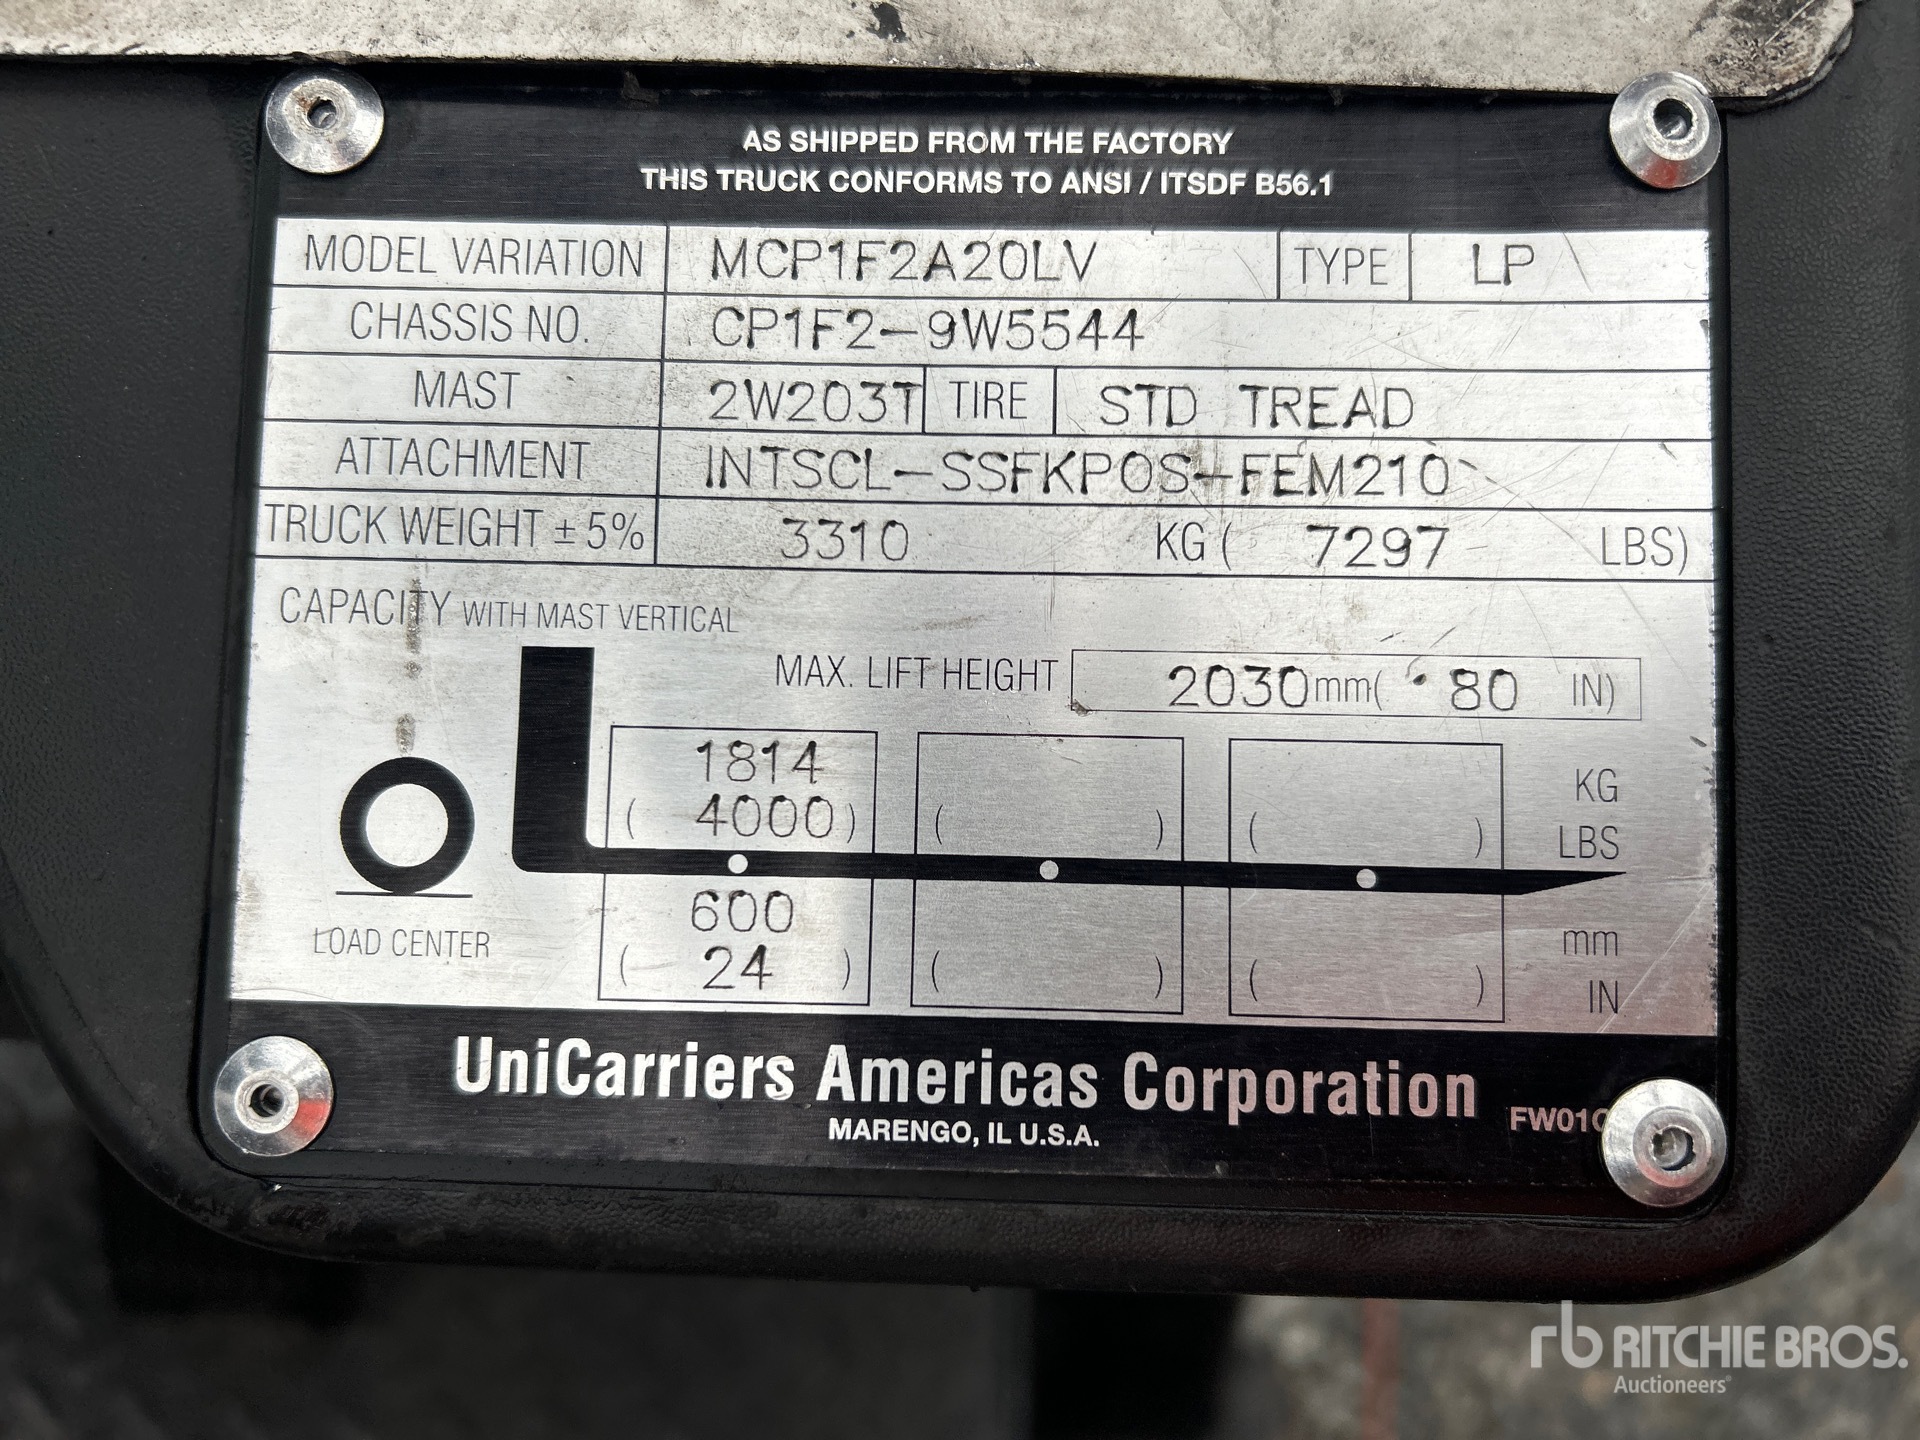 AS SHIPPED FROM THE FACTORY
THIS TRUCK CONFORMS TO ANSI / ITSDF B56.1
MODEL VARIATION MCP1F2A20LV TYPE LP
CHASSIS NO. CP1F2-9W5544
MAST 2W203T TIRE STD TREAD
ATTACHMENT INTSCL-SSFKPOS-FEM210
TRUCK WEIGHT ± 5% 3310 KG ( 7297 LBS)
CAPACITY WITH MAST VERTICAL
MAX. LIFT HEIGHT 2030 mm( 80 IN)
1814 KG
( 4000 ) ( ) ( ) LBS
600 mm
LOAD CENTER ( 24 ) ( ) ( ) IN
UniCarriers Americas Corporation
MARENGO, IL U.S.A.
rb RITCHIE BROS.
Auctioneers